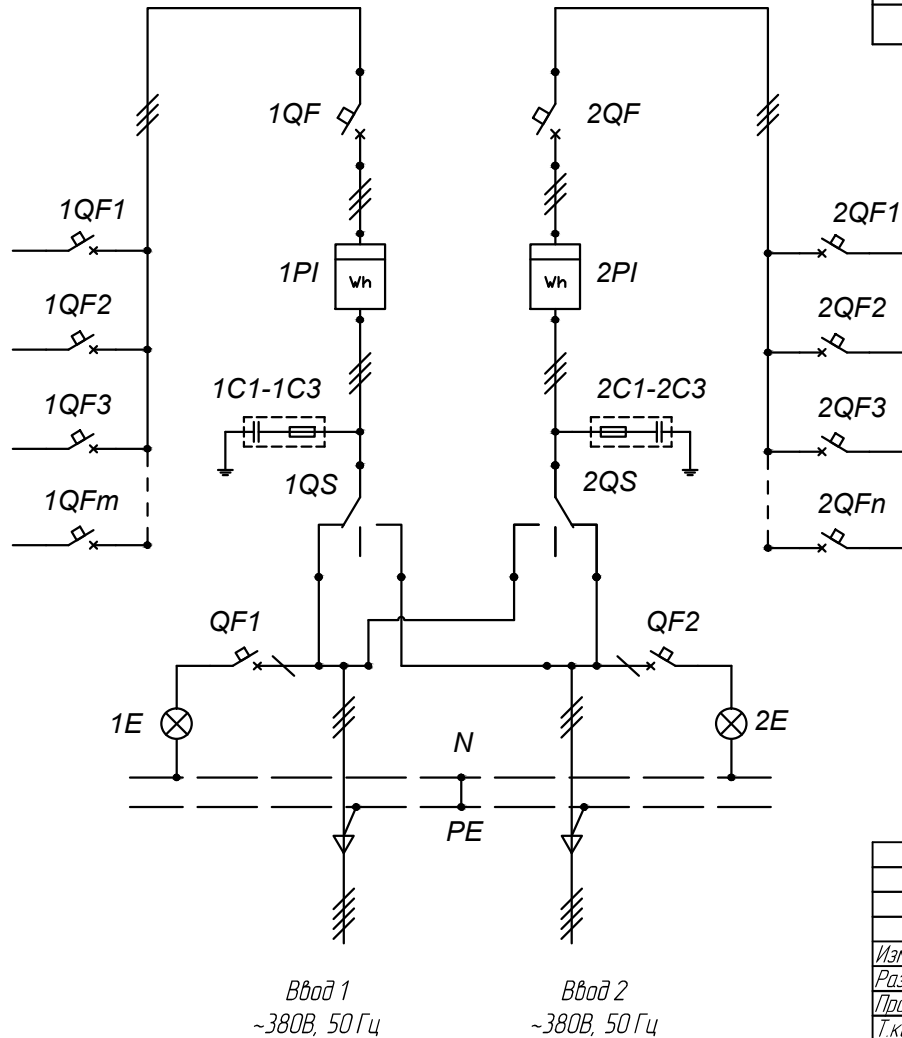 1QF
2QF
1QF1
2QF1
1PI
Wh
Wh
2PI
1QF2
2QF2
1C1-1C3
2C1-2C3
1QF3
2QF3
1QS
2QS
1QFm
2QFn
QF1
QF2
1E
2E
N
PE
Ввод 1
~380В, 50 Гц
Ввод 2
~380В, 50 Гц